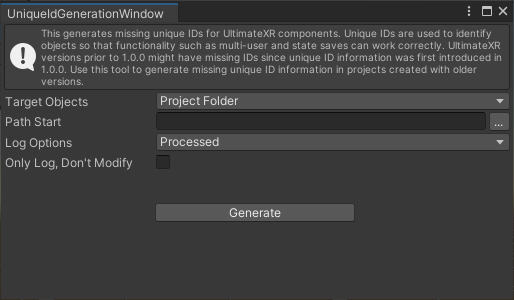 UniqueIdGenerationWindow
This generates missing unique IDs for UltimateXR components. Unique IDs are used to identify
objects so that functionality such as multi-user and state saves can work correctly. UltimateXR
versions prior to 1.0.0 might have missing IDs since unique ID information was first introduced in
1.0.0. Use this tool to generate missing unique ID information in projects created with older
versions.
Target Objects
Project Folder
Path Start
...
Log Options
Processed
Only Log, Don't Modify
Generate